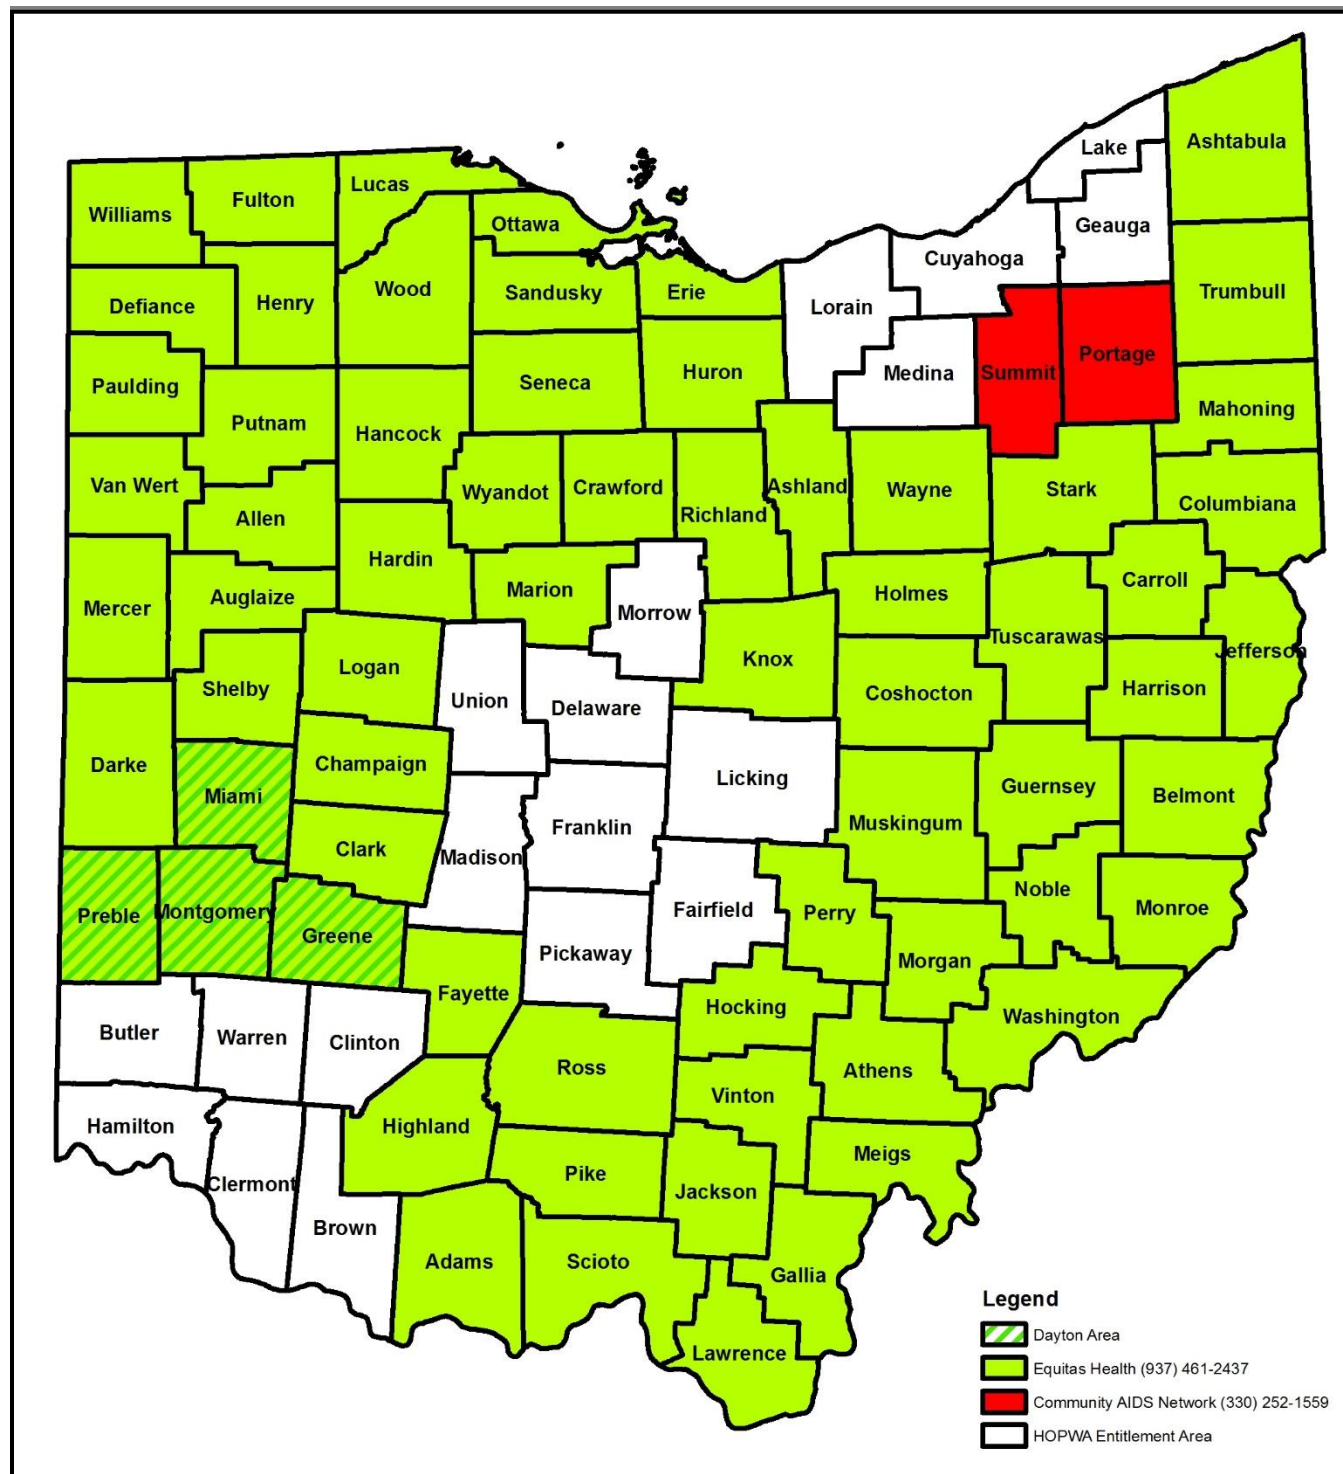 Lake
Ashtabula
Lucas
Fulton
Williams
Ottawa
Geauga
Cuyahoga
Wood
Sandusky
Erie
Trumbull
Henry
Defiance
Lorain
Portage
Summit
Medina
Huron
Seneca
Paulding
Mahoning
Putnam
Hancock
Van Wert
Wyandot
Crawford
Ashland
Wayne
Stark
Columbiana
Richland
Allen
Hardin
Marion
Carroll
Holmes
Auglaize
Mercer
Morrow
Tuscarawas
Jefferson
Knox
Logan
Shelby
Coshocton
Harrison
Union
Delaware
Champaign
Darke
Licking
Miami
Guernsey
Belmont
Muskingum
Franklin
Clark
Madison
Noble
Monroe
Fairfield
Perry
Preble
Montgomery
Greene
Pickaway
Morgan
Fayette
Hocking
Washington
Butler
Warren
Clinton
Ross
Athens
Vinton
Hamilton
Highland
Meigs
Pike
Jackson
Clermont
Brown
Adams
Scioto
Gallia
Lawrence
Legend
Dayton Area
Equitas Health (937) 461-2437
Community AIDS Network (330) 252-1559
HOPWA Entitlement Area